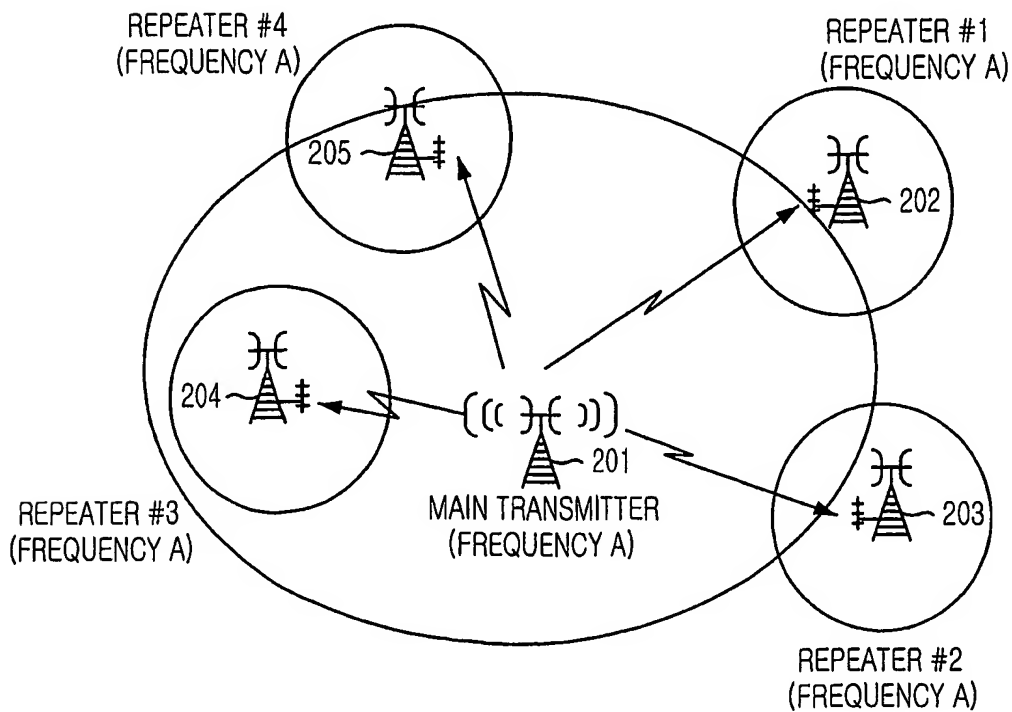 REPEATER #4
(FREQUENCY A)
REPEATER #1
(FREQUENCY A)
205
202
204
201
MAIN TRANSMITTER
(FREQUENCY A)
203
REPEATER #3
(FREQUENCY A)
REPEATER #2
(FREQUENCY A)